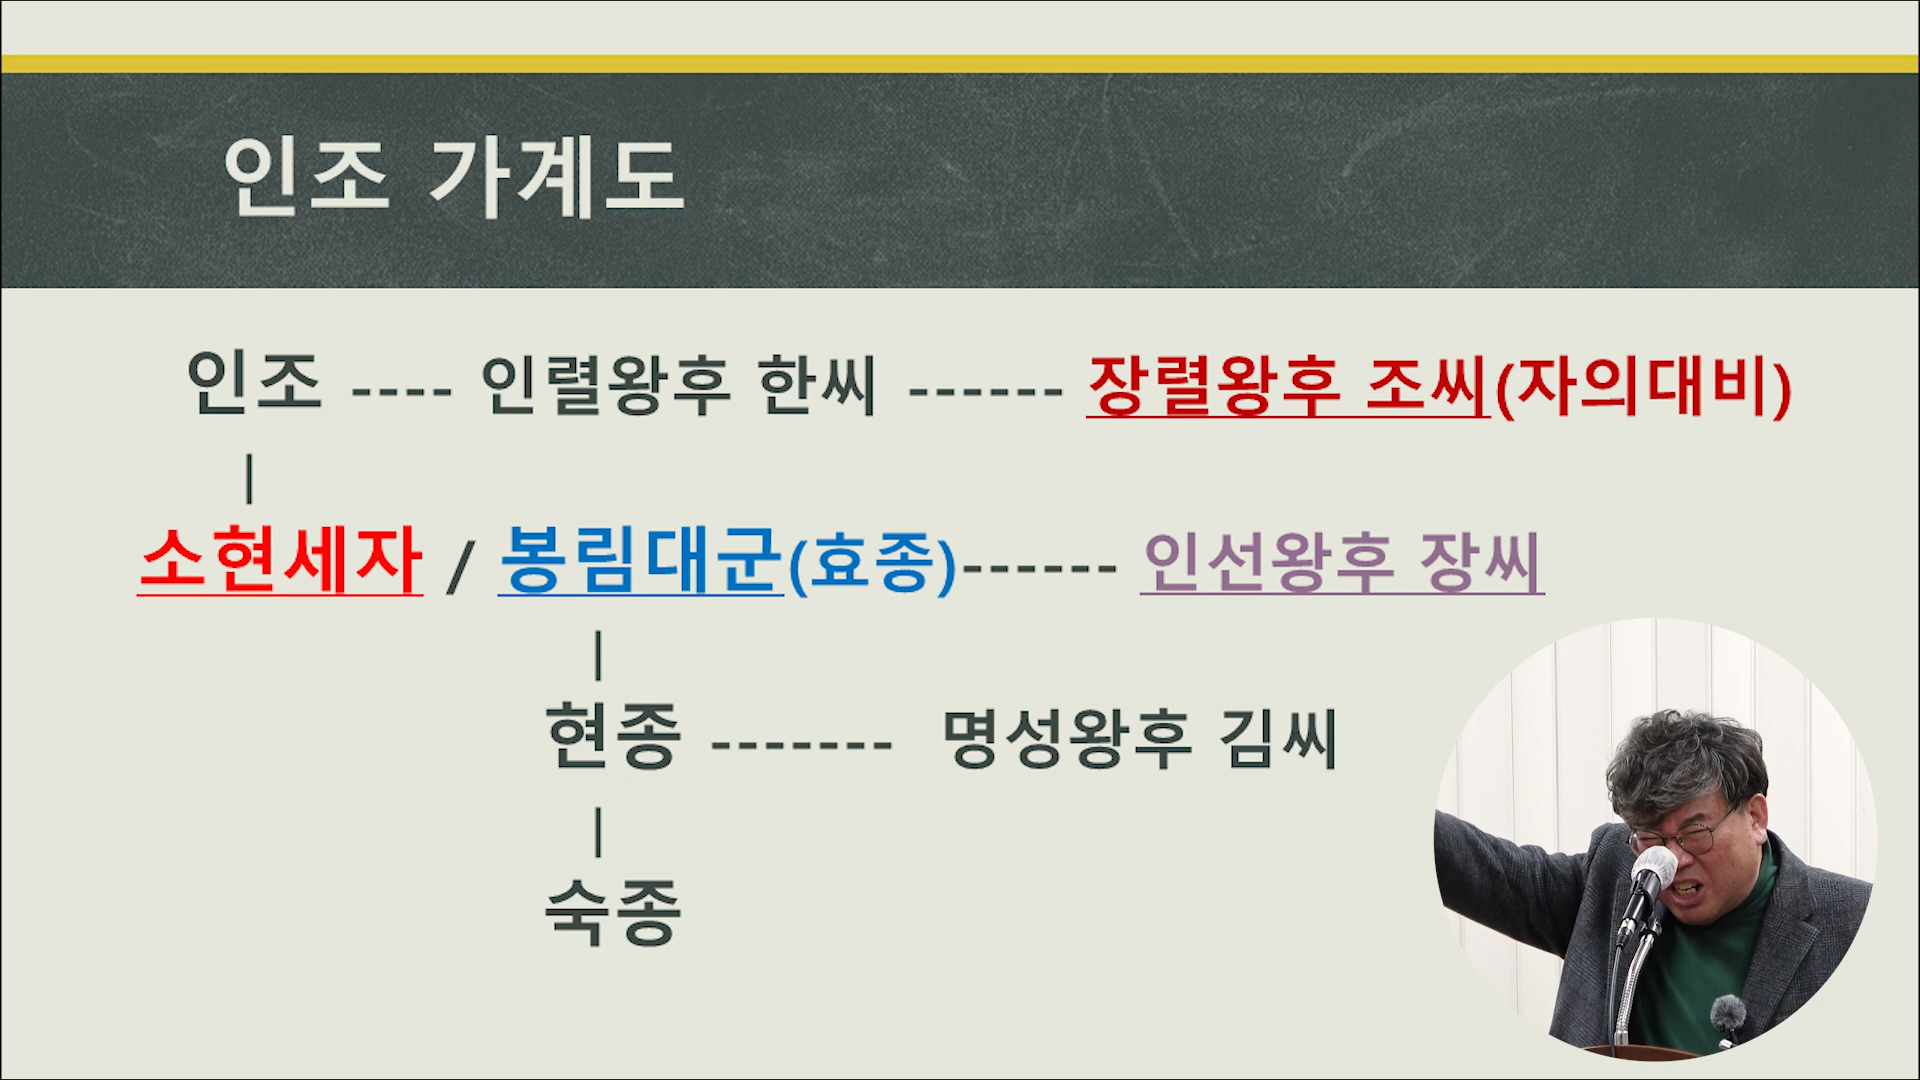 인조 가계도
인조 ---- 인렬왕후 한씨 ------ 장렬왕후 조씨(자의대비)
|
소현세자 / 봉림대군(효종)------ 인선왕후 장씨
|
현종 ------- 명성왕후 김씨
|
숙종